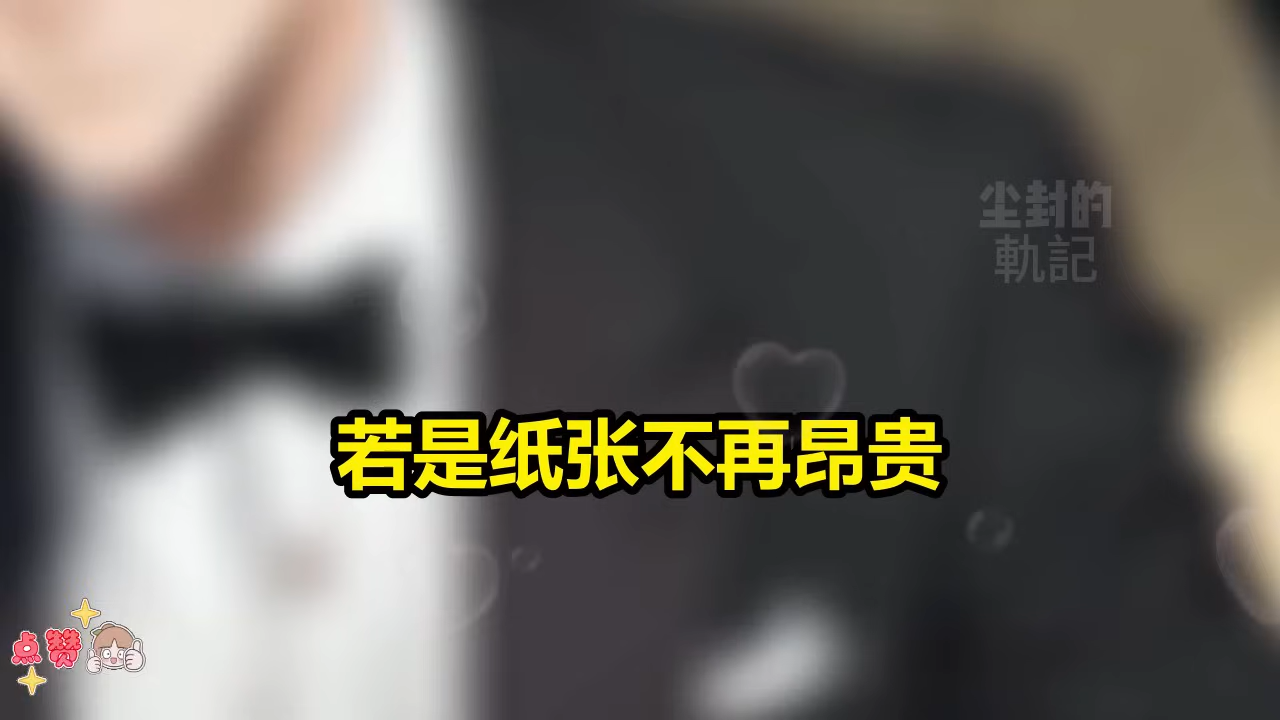 尘封的
軌記
若是纸张不再昂贵
点赞